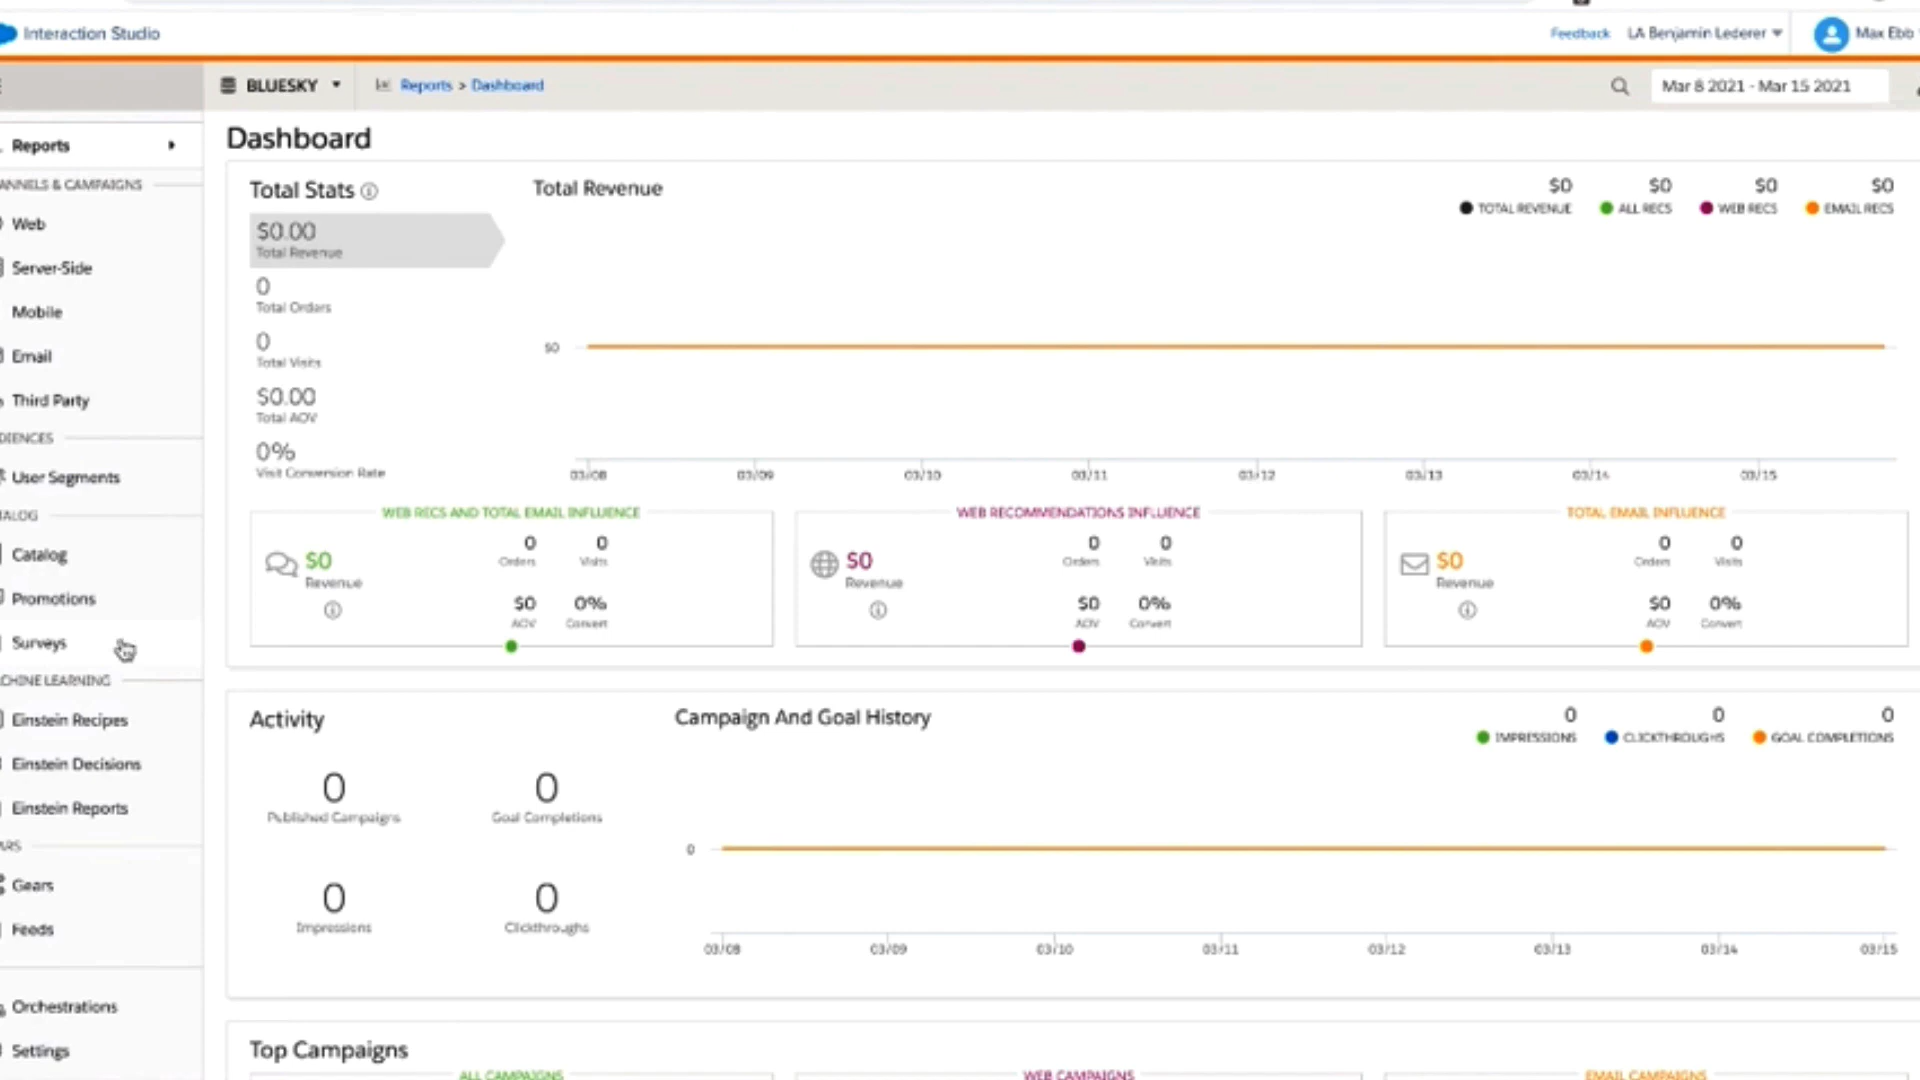 Interaction Studio
Feedback LA Benjamin Lederer Max Ebb
BLUESKY Reports > Dashboard Mar 8 2021 - Mar 15 2021
Reports
Web
Server-Side
Mobile
Email
Third Party
User Segments
Catalog
Promotions
Surveys
Einstein Recipes
Einstein Decisions
Einstein Reports
Gears
Feeds
Orchestrations
Settings
Dashboard
Total Stats
$0.00
Total Revenue
0
Total Orders
0
Total Visits
$0.00
Total AOV
0%
Visit Conversion Rate
Total Revenue
$0 $0 $0 $0
TOTAL REVENUE ALL RECS WEB RECS EMAIL RECS
$0
03/08 03/09 03/10 03/11 03/12 03/13 03/14 03/15
WEB RECS AND TOTAL EMAIL INFLUENCE
$0
Revenue
0 0
Orders Visits
$0 0%
AOV Convert
WEB RECOMMENDATIONS INFLUENCE
$0
Revenue
0 0
Orders Visits
$0 0%
AOV Convert
TOTAL EMAIL INFLUENCE
$0
Revenue
0 0
Orders Visits
$0 0%
AOV Convert
Activity
0 0
Published Campaigns Goal Completions
0 0
Impressions Clickthroughs
Campaign And Goal History
0 0 0
IMPRESSIONS CLICKTHROUGHS GOAL COMPLETIONS
0
03/08 03/09 03/10 03/11 03/12 03/13 03/14 03/15
Top Campaigns
ALL CAMPAIGNS WEB CAMPAIGNS EMAIL CAMPAIGNS